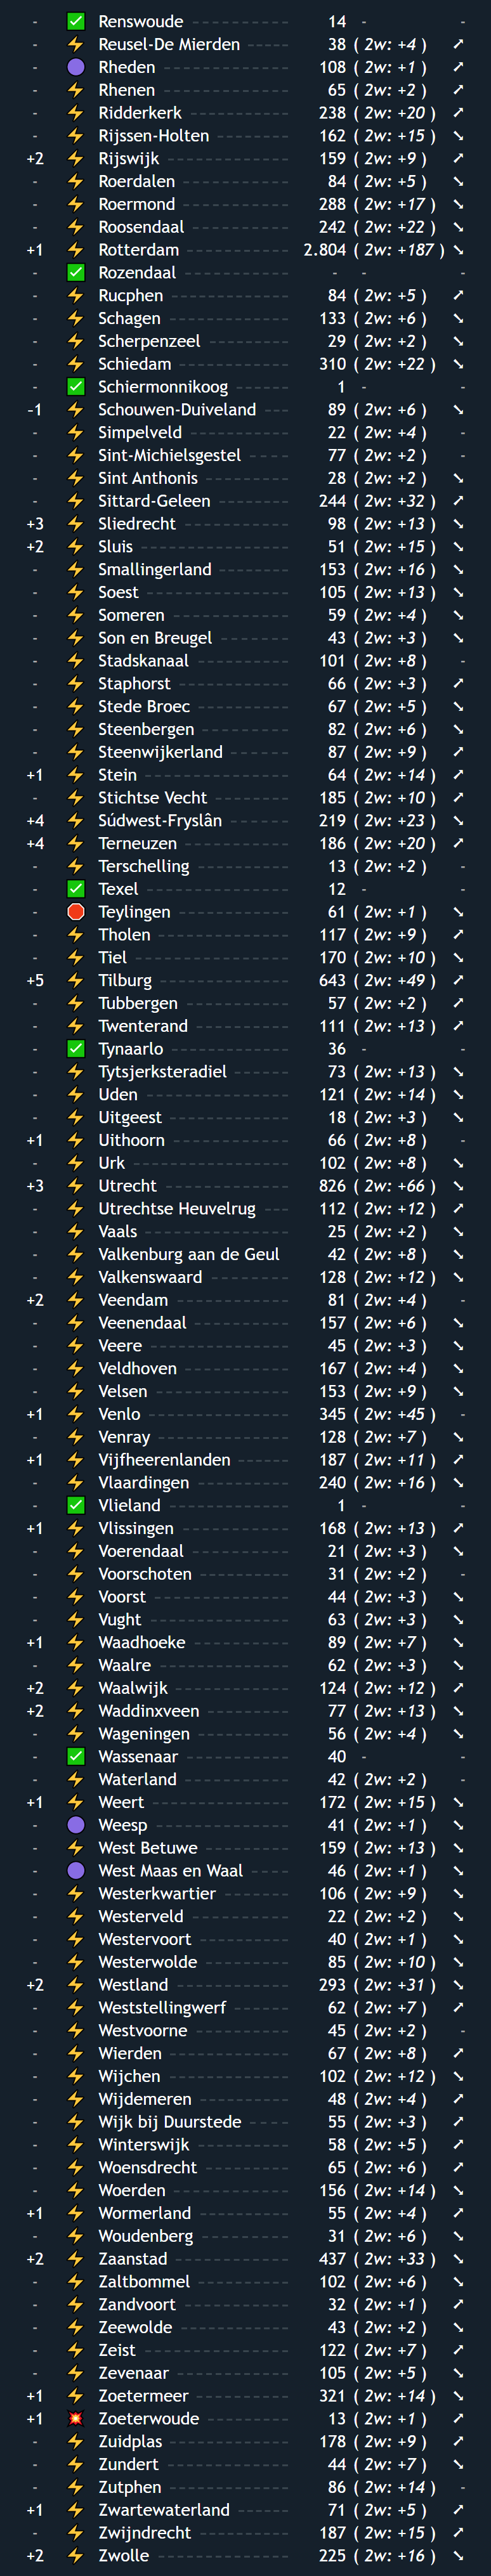 - ✅ Renswoude ------------ 14 - -
- ⚡ Reusel-De Mierden ------ 38 ( 2w: +4 ) ➚
- 🟣 Rheden ------------ 108 ( 2w: +1 ) ➚
- ⚡ Rhenen ------------ 65 ( 2w: +2 ) ➚
- ⚡ Ridderkerk ------------ 238 ( 2w: +20 ) ➚
- ⚡ Rijssen-Holten --------- 162 ( 2w: +15 ) ➘
+2 ⚡ Rijswijk ------------ 159 ( 2w: +9 ) ➚
- ⚡ Roerdalen ------------ 84 ( 2w: +5 ) ➘
- ⚡ Roermond ------------ 288 ( 2w: +17 ) ➘
- ⚡ Roosendaal ----------- 242 ( 2w: +22 ) ➘
+1 ⚡ Rotterdam ------------ 2.804 ( 2w: +187 ) ➘
- ✅ Rozendaal ------------ - - -
- ⚡ Rucphen ------------ 84 ( 2w: +5 ) ➚
- ⚡ Schagen ------------ 133 ( 2w: +6 ) ➘
- ⚡ Scherpenzeel --------- 29 ( 2w: +2 ) ➘
- ⚡ Schiedam ------------ 310 ( 2w: +22 ) ➘
- ✅ Schiermonnikoog ------- 1 - -
-1 ⚡ Schouwen-Duiveland ---- 89 ( 2w: +6 ) ➘
- ⚡ Simpelveld ----------- 22 ( 2w: +4 ) -
- ⚡ Sint-Michielsgestel ----- 77 ( 2w: +2 ) -
- ⚡ Sint Anthonis --------- 28 ( 2w: +2 ) ➘
- ⚡ Sittard-Geleen --------- 244 ( 2w: +32 ) ➚
+3 ⚡ Sliedrecht ----------- 98 ( 2w: +13 ) ➘
+2 ⚡ Sluis --------------- 51 ( 2w: +15 ) ➘
- ⚡ Smallingerland -------- 153 ( 2w: +16 ) ➘
- ⚡ Soest --------------- 105 ( 2w: +13 ) ➘
- ⚡ Someren ------------ 59 ( 2w: +4 ) ➘
- ⚡ Son en Breugel -------- 43 ( 2w: +3 ) ➘
- ⚡ Stadskanaal ---------- 101 ( 2w: +8 ) -
- ⚡ Staphorst ------------ 66 ( 2w: +3 ) ➚
- ⚡ Stede Broec ---------- 67 ( 2w: +5 ) ➘
- ⚡ Steenbergen ---------- 82 ( 2w: +6 ) ➘
- ⚡ Steenwijkerland ------- 87 ( 2w: +9 ) ➚
+1 ⚡ Stein --------------- 64 ( 2w: +14 ) ➚
- ⚡ Stichtse Vecht --------- 185 ( 2w: +10 ) ➚
+4 ⚡ Súdwest-Fryslân ------- 219 ( 2w: +23 ) ➘
+4 ⚡ Terneuzen ----------- 186 ( 2w: +20 ) ➚
- ⚡ Terschelling ---------- 13 ( 2w: +2 ) -
- ✅ Texel --------------- 12 - -
- 🛑 Teylingen ------------ 61 ( 2w: +1 ) ➘
- ⚡ Tholen -------------- 117 ( 2w: +9 ) ➚
- ⚡ Tiel ---------------- 170 ( 2w: +10 ) ➘
+5 ⚡ Tilburg -------------- 643 ( 2w: +49 ) ➚
- ⚡ Tubbergen ----------- 57 ( 2w: +2 ) ➚
- ⚡ Twenterand ---------- 111 ( 2w: +13 ) ➚
- ✅ Tynaarlo ------------ 36 - -
- ⚡ Tytsjerksteradiel ------- 73 ( 2w: +13 ) ➘
- ⚡ Uden --------------- 121 ( 2w: +14 ) ➘
- ⚡ Uitgeest ------------- 18 ( 2w: +3 ) ➘
+1 ⚡ Uithoorn ------------ 66 ( 2w: +8 ) -
- ⚡ Urk ---------------- 102 ( 2w: +8 ) ➘
+3 ⚡ Utrecht ------------- 826 ( 2w: +66 ) ➘
- ⚡ Utrechtse Heuvelrug --- 112 ( 2w: +12 ) ➚
- ⚡ Vaals --------------- 25 ( 2w: +2 ) ➘
- ⚡ Valkenburg aan de Geul 42 ( 2w: +8 ) ➘
- ⚡ Valkenswaard --------- 128 ( 2w: +12 ) ➘
+2 ⚡ Veendam ------------ 81 ( 2w: +4 ) -
- ⚡ Veenendaal ---------- 157 ( 2w: +6 ) ➘
- ⚡ Veere --------------- 45 ( 2w: +3 ) ➘
- ⚡ Veldhoven ----------- 167 ( 2w: +4 ) ➘
- ⚡ Velsen -------------- 153 ( 2w: +9 ) ➘
+1 ⚡ Venlo --------------- 345 ( 2w: +45 ) -
- ⚡ Venray -------------- 128 ( 2w: +7 ) ➘
+1 ⚡ Vijfheerenlanden ------ 187 ( 2w: +11 ) ➚
- ⚡ Vlaardingen ---------- 240 ( 2w: +16 ) ➘
- ✅ Vlieland ------------- 1 - -
+1 ⚡ Vlissingen ----------- 168 ( 2w: +13 ) ➚
- ⚡ Voerendaal ---------- 21 ( 2w: +3 ) ➘
- ⚡ Voorschoten ---------- 31 ( 2w: +2 ) -
- ⚡ Voorst -------------- 44 ( 2w: +3 ) ➘
- ⚡ Vught -------------- 63 ( 2w: +3 ) ➘
+1 ⚡ Waadhoeke ---------- 89 ( 2w: +7 ) ➘
- ⚡ Waalre -------------- 62 ( 2w: +3 ) ➘
+2 ⚡ Waalwijk ------------ 124 ( 2w: +12 ) ➚
+2 ⚡ Waddinxveen --------- 77 ( 2w: +13 ) ➘
- ⚡ Wageningen ---------- 56 ( 2w: +4 ) ➘
- ✅ Wassenaar ----------- 40 - -
- ⚡ Waterland ----------- 42 ( 2w: +2 ) -
+1 ⚡ Weert --------------- 172 ( 2w: +15 ) ➘
- 🟣 Weesp -------------- 41 ( 2w: +1 ) ➘
- ⚡ West Betuwe --------- 159 ( 2w: +13 ) ➘
- 🟣 West Maas en Waal ----- 46 ( 2w: +1 ) ➘
- ⚡ Westerkwartier -------- 106 ( 2w: +9 ) ➘
- ⚡ Westerveld ----------- 22 ( 2w: +2 ) ➘
- ⚡ Westervoort ---------- 40 ( 2w: +1 ) ➘
- ⚡ Westerwolde --------- 85 ( 2w: +10 ) ➘
+2 ⚡ Westland ------------ 293 ( 2w: +31 ) ➘
- ⚡ Weststellingwerf ------- 62 ( 2w: +7 ) ➚
- ⚡ Westvoorne ---------- 45 ( 2w: +2 ) -
- ⚡ Wierden ------------- 67 ( 2w: +8 ) ➚
- ⚡ Wijchen ------------- 102 ( 2w: +12 ) ➘
- ⚡ Wijdemeren ---------- 48 ( 2w: +4 ) ➚
- ⚡ Wijk bij Duurstede ----- 55 ( 2w: +3 ) ➚
- ⚡ Winterswijk ---------- 58 ( 2w: +5 ) ➚
- ⚡ Woensdrecht --------- 65 ( 2w: +6 ) ➚
- ⚡ Woerden ------------ 156 ( 2w: +14 ) ➘
+1 ⚡ Wormerland ---------- 55 ( 2w: +4 ) ➚
- ⚡ Woudenberg ---------- 31 ( 2w: +6 ) ➘
+2 ⚡ Zaanstad ------------ 437 ( 2w: +33 ) ➘
- ⚡ Zaltbommel ---------- 102 ( 2w: +6 ) ➘
- ⚡ Zandvoort ----------- 32 ( 2w: +1 ) ➚
- ⚡ Zeewolde ------------ 43 ( 2w: +2 ) ➘
- ⚡ Zeist --------------- 122 ( 2w: +7 ) ➚
- ⚡ Zevenaar ------------ 105 ( 2w: +5 ) ➘
+1 ⚡ Zoetermeer ---------- 321 ( 2w: +14 ) ➘
+1 💥 Zoeterwoude --------- 13 ( 2w: +1 ) ➚
- ⚡ Zuidplas ------------ 178 ( 2w: +9 ) ➚
- ⚡ Zundert ------------- 44 ( 2w: +7 ) ➘
- ⚡ Zutphen ------------ 86 ( 2w: +14 ) -
+1 ⚡ Zwartewaterland ------ 71 ( 2w: +5 ) ➚
- ⚡ Zwijndrecht ---------- 187 ( 2w: +15 ) ➚
+2 ⚡ Zwolle -------------- 225 ( 2w: +16 ) ➘